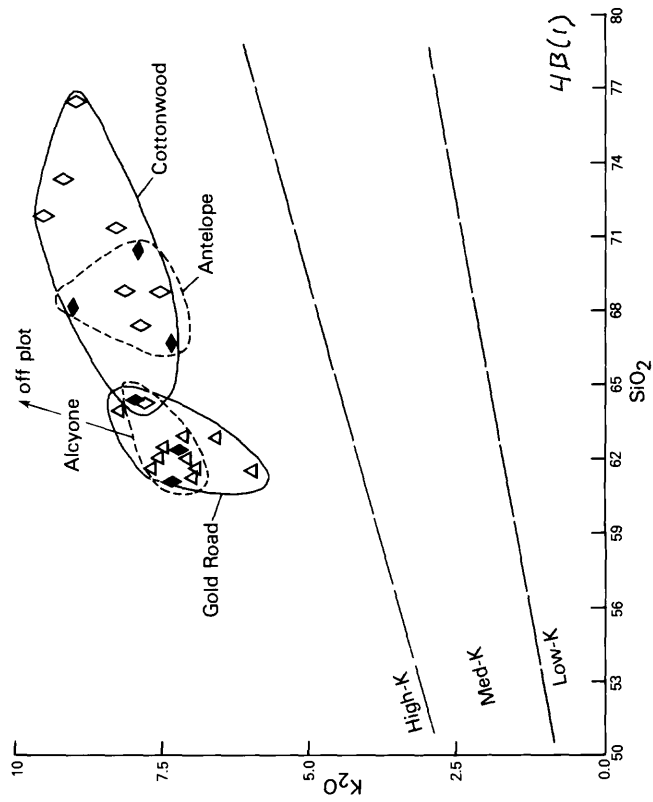 10
7.5
5.0
2.5
0.0
K2O
50
53
56
59
62
65
68
71
74
77
80
SiO2
off plot
Alcyone
Gold Road
Antelope
Cottonwood
High-K
Med-K
Low-K
4B(1)